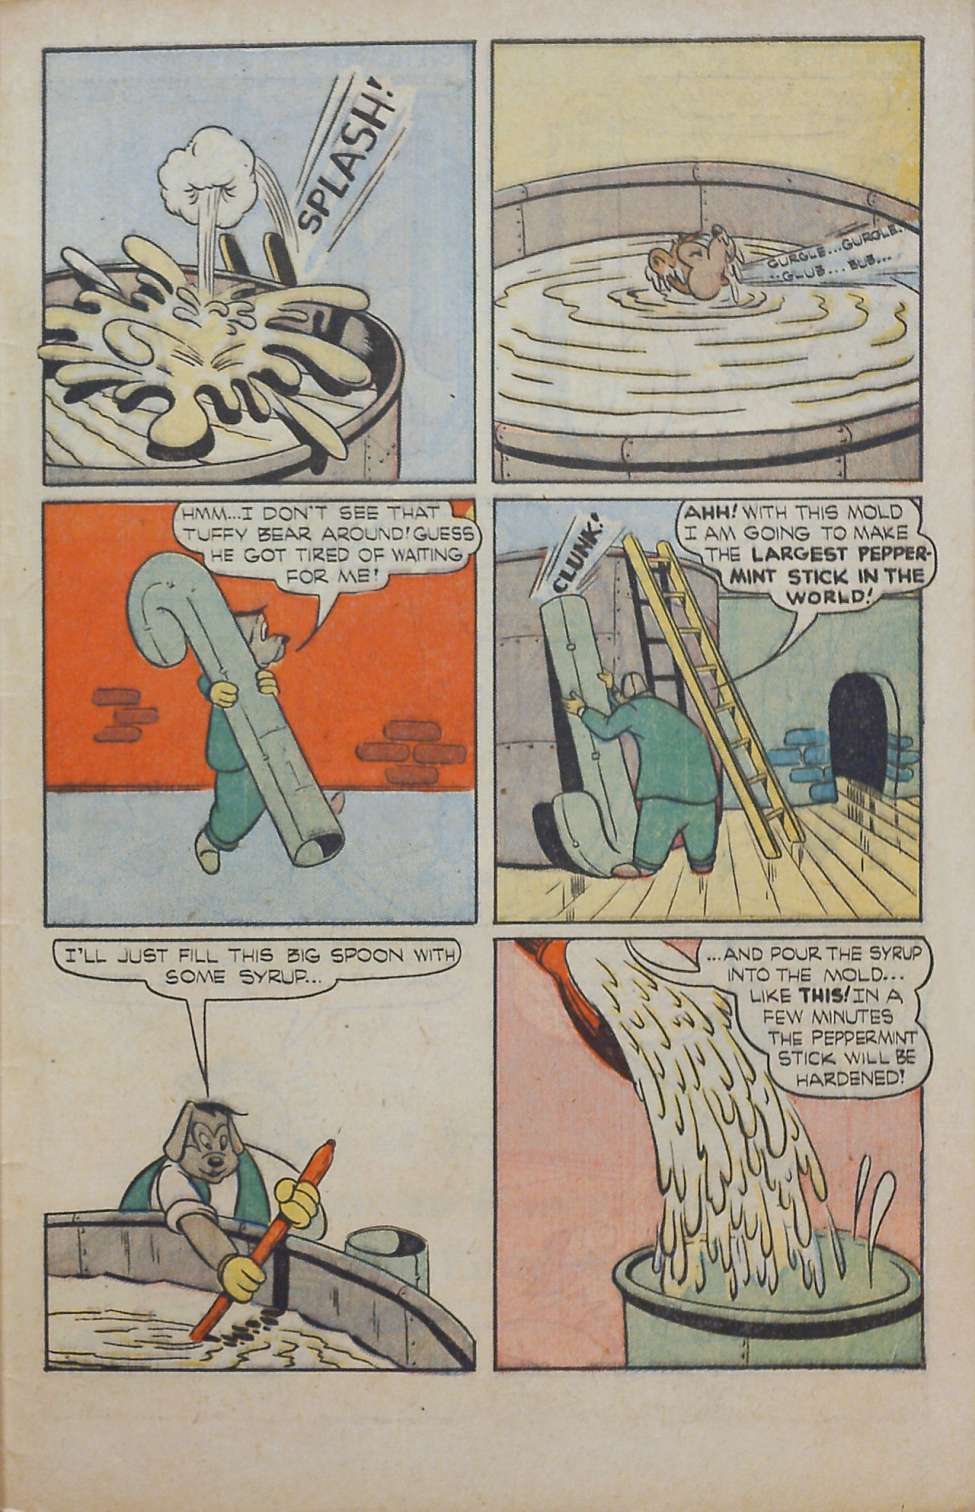 SPLASH!
GURGLE...GURGLE.
..GLUB...BUB...
HMM...I DON'T SEE THAT
TUFFY BEAR AROUND! GUESS
HE GOT TIRED OF WAITING
FOR ME!
CLUNK!
AHH! WITH THIS MOLD
I AM GOING TO MAKE
THE LARGEST PEPPER-
MINT STICK IN THE
WORLD!
I'LL JUST FILL THIS BIG SPOON WITH
SOME SYRUP...
...AND POUR THE SYRUP
INTO THE MOLD...
LIKE THIS! IN A
FEW MINUTES
THE PEPPERMINT
STICK WILL BE
HARDENED!